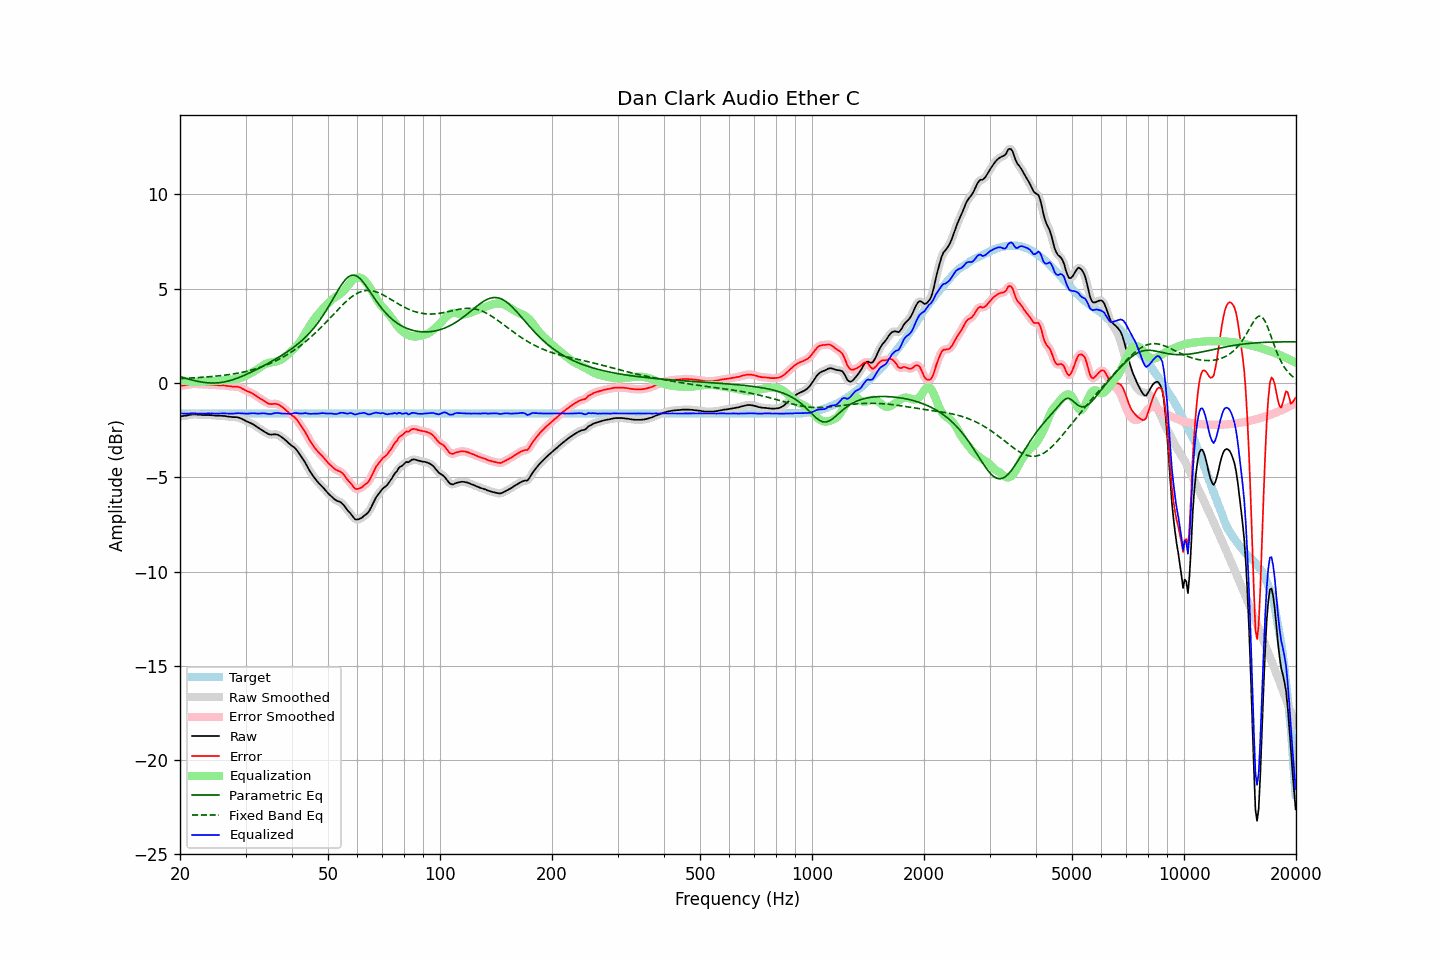 Dan Clark Audio Ether C
Amplitude (dBr)
10
5
0
−5
−10
−15
−20
−25
Target
Raw Smoothed
Error Smoothed
Raw
Error
Equalization
Parametric Eq
Fixed Band Eq
Equalized
20 50 100 200 500 1000 2000 5000 10000 20000
Frequency (Hz)